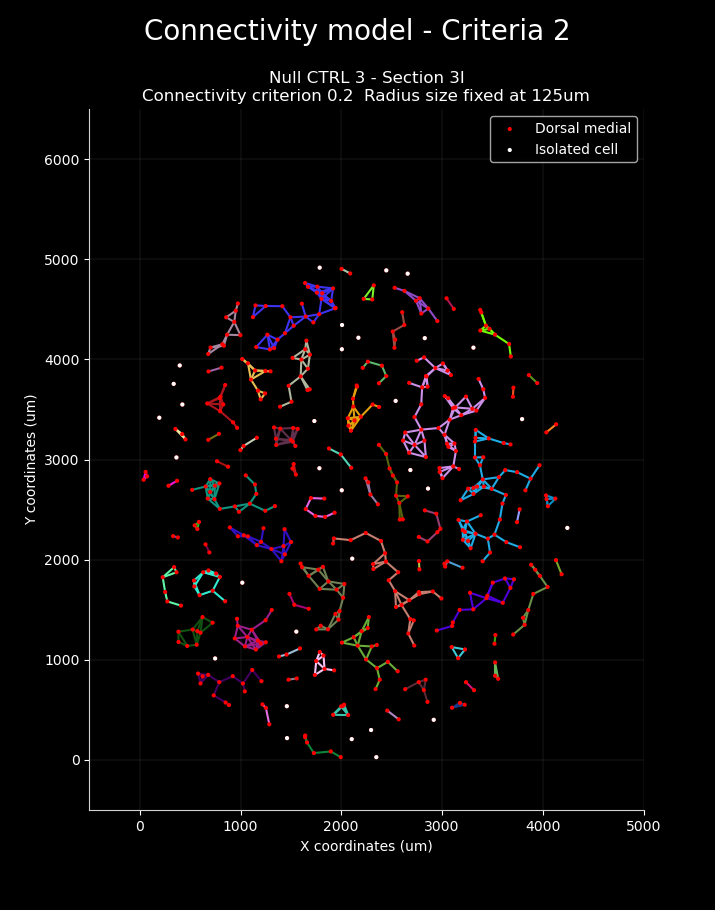 Connectivity model - Criteria 2
Null CTRL 3 - Section 3I
Connectivity criterion 0.2  Radius size fixed at 125um
Dorsal medial
Isolated cell
6000
5000
4000
3000
2000
1000
0
Y coordinates (um)
0 1000 2000 3000 4000 5000
X coordinates (um)